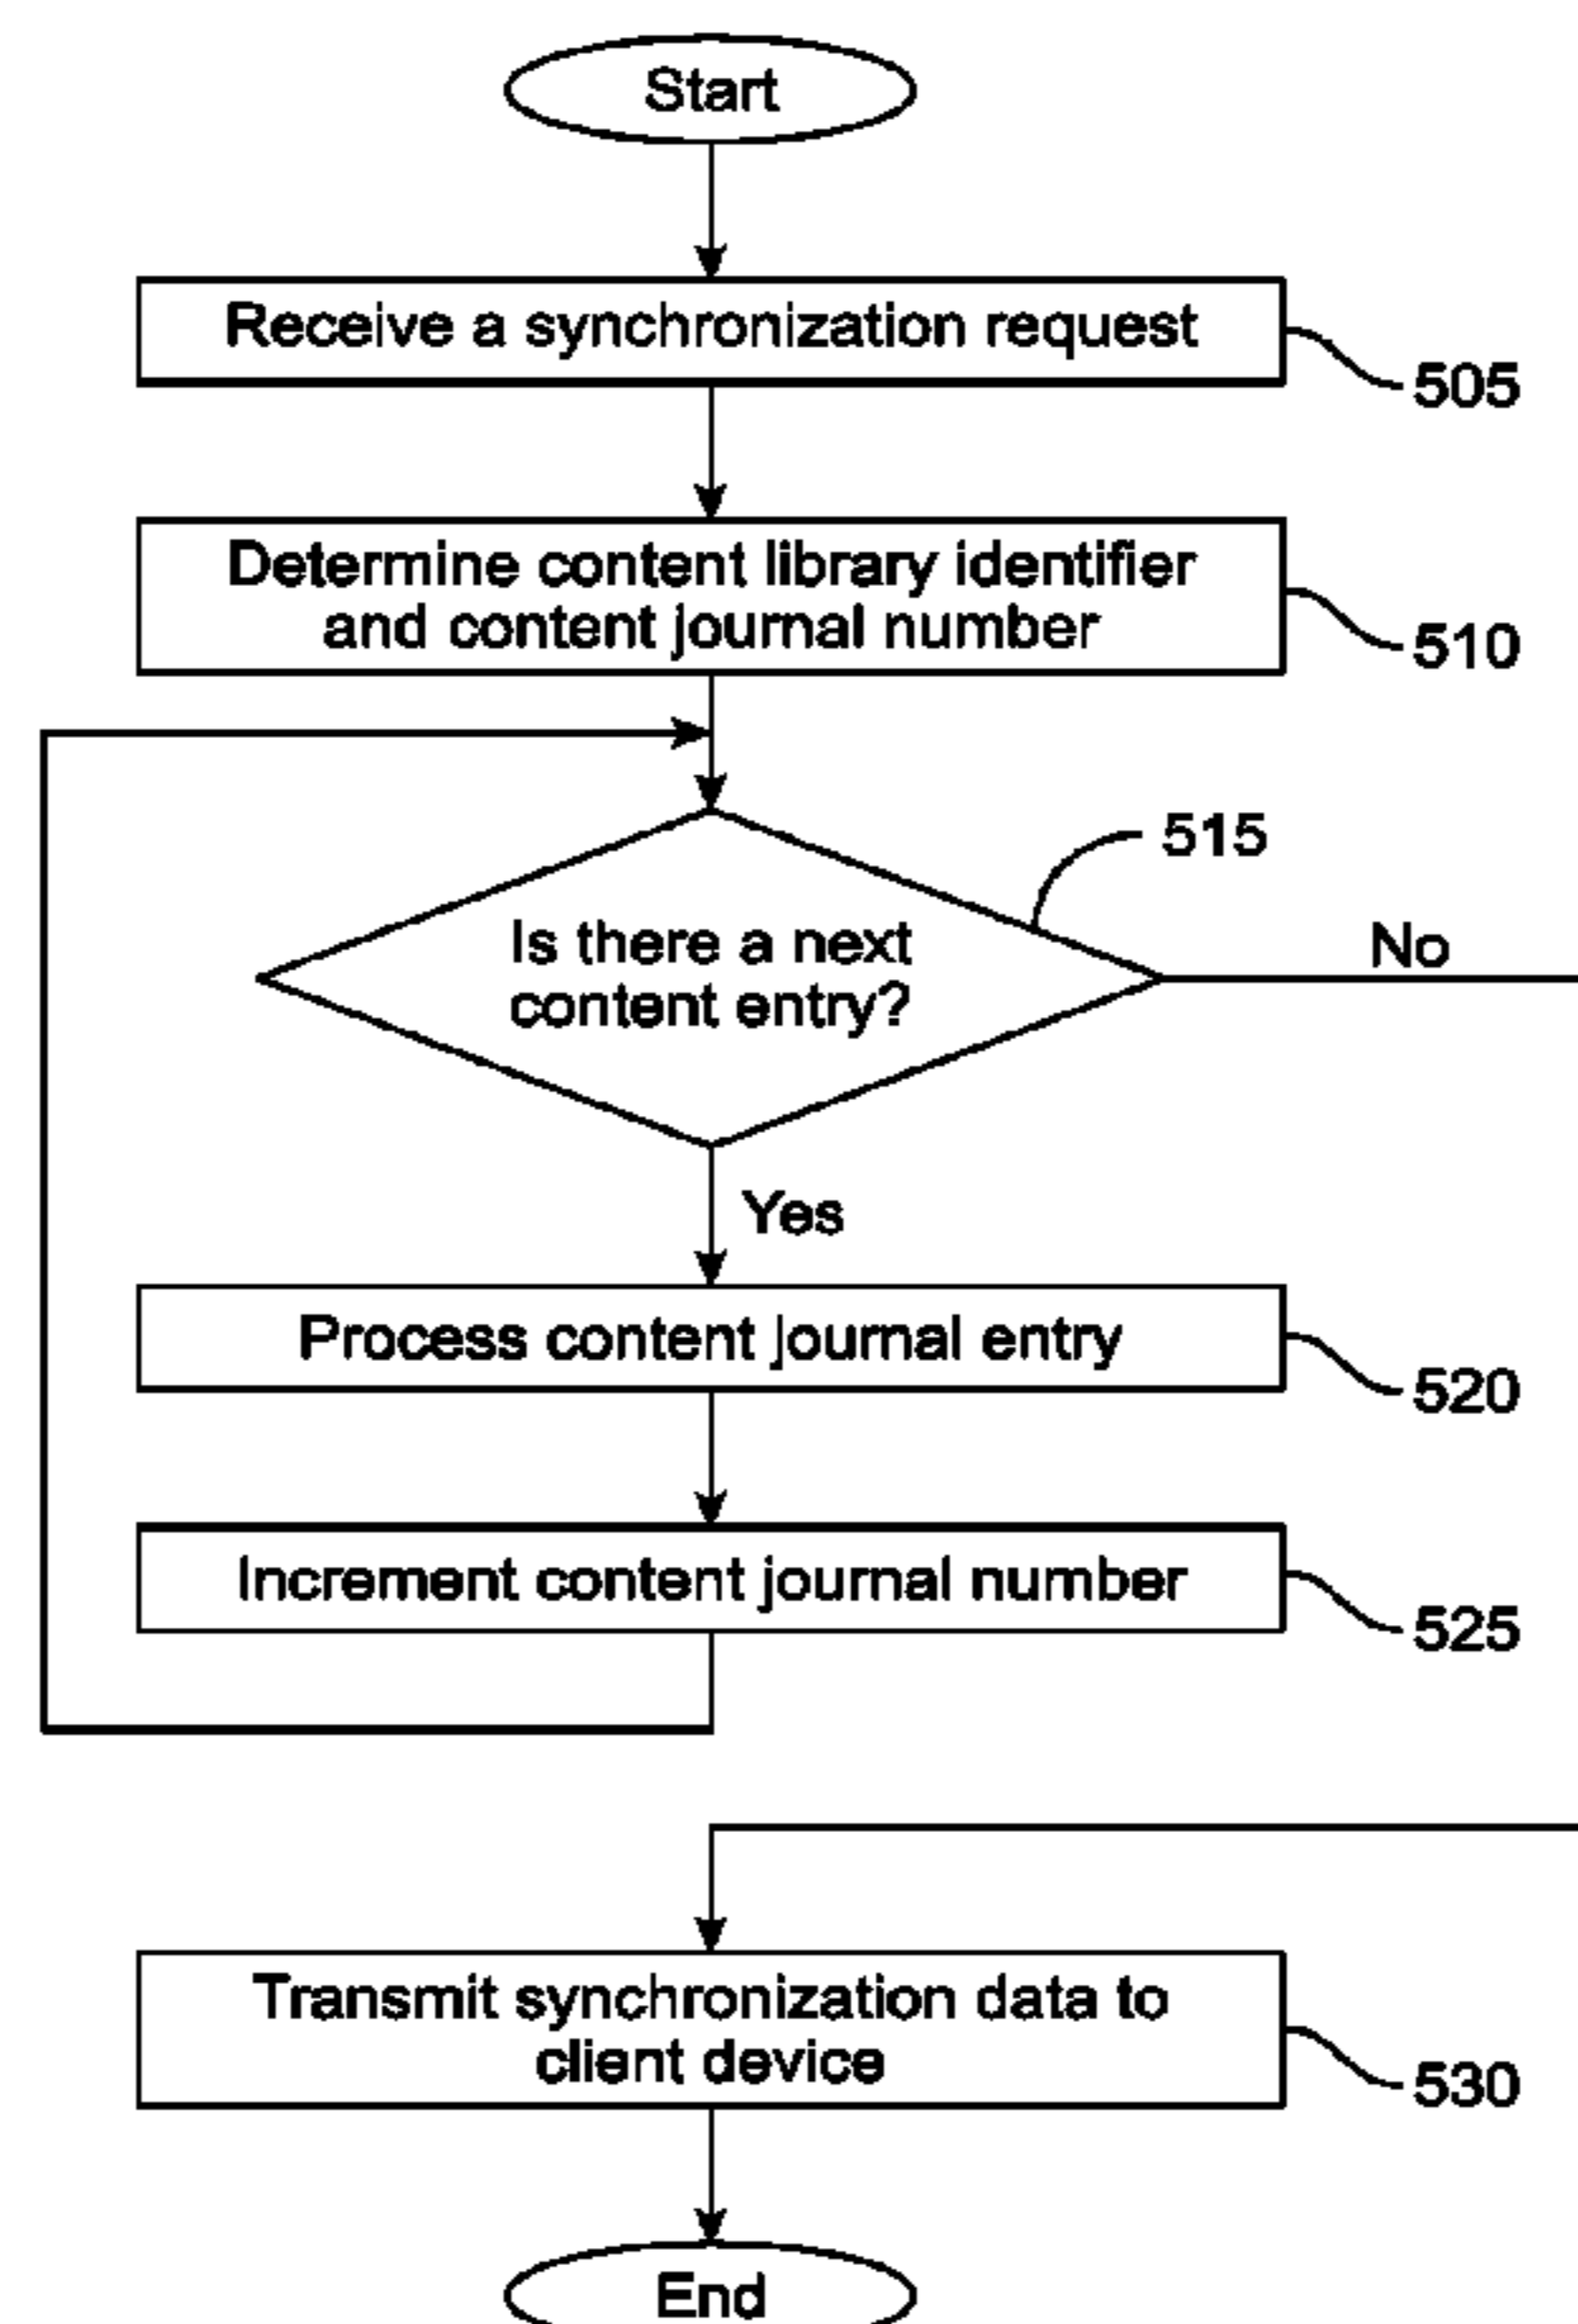 Start
Receive a synchronization request
505
Determine content library identifier
and content journal number
510
515
Is there a next
content entry?
No
Yes
Process content journal entry
520
Increment content journal number
525
Transmit synchronization data to
client device
530
End